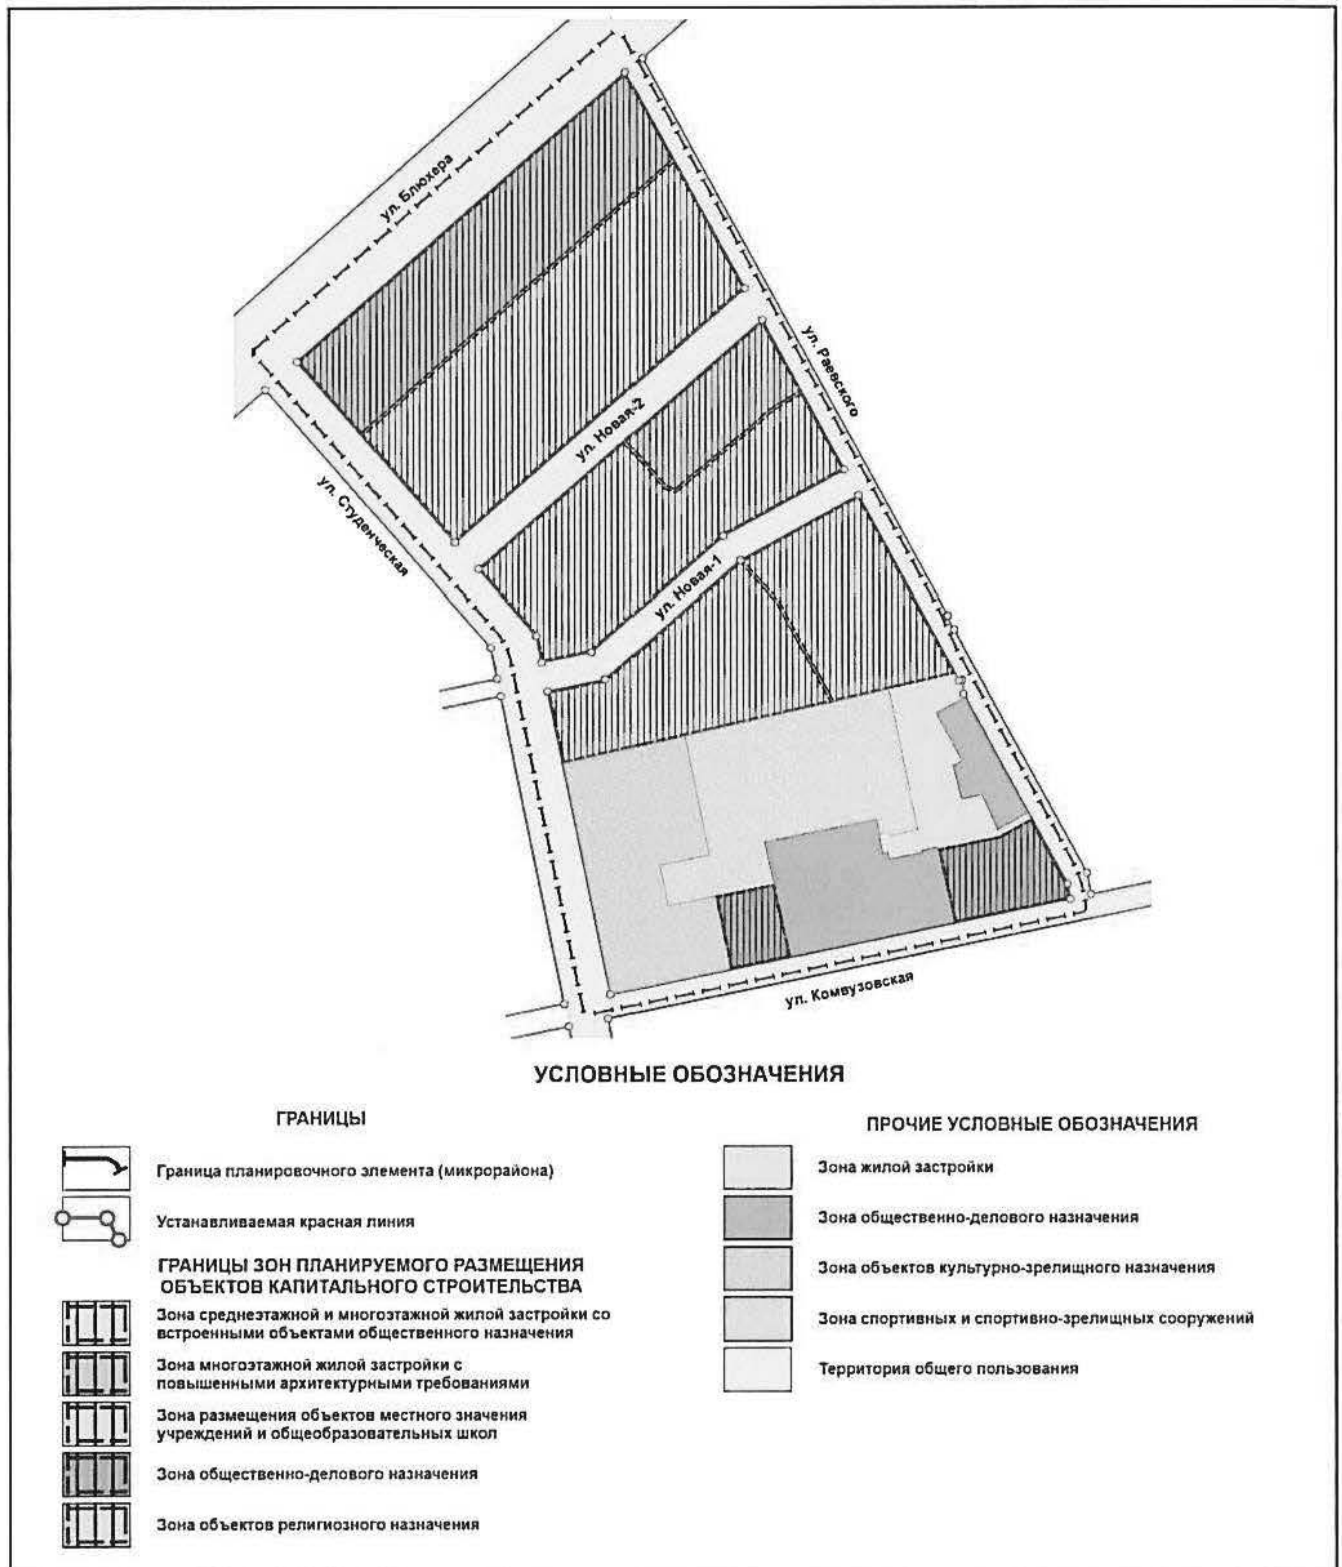 ул. Блюхера
ул. Раевского
ул. Новая-2
ул. Студенческая
ул. Новая-1
ул. Комвузовская
УСЛОВНЫЕ ОБОЗНАЧЕНИЯ
ГРАНИЦЫ
Граница планировочного элемента (микрорайона)
Устанавливаемая красная линия
ГРАНИЦЫ ЗОН ПЛАНИРУЕМОГО РАЗМЕЩЕНИЯ
ОБЪЕКТОВ КАПИТАЛЬНОГО СТРОИТЕЛЬСТВА
Зона среднеэтажной и многоэтажной жилой застройки со
встроенными объектами общественного назначения
Зона многоэтажной жилой застройки с
повышенными архитектурными требованиями
Зона размещения объектов местного значения
учреждений и общеобразовательных школ
Зона общественно-делового назначения
Зона объектов религиозного назначения
ПРОЧИЕ УСЛОВНЫЕ ОБОЗНАЧЕНИЯ
Зона жилой застройки
Зона общественно-делового назначения
Зона объектов культурно-зрелищного назначения
Зона спортивных и спортивно-зрелищных сооружений
Территория общего пользования